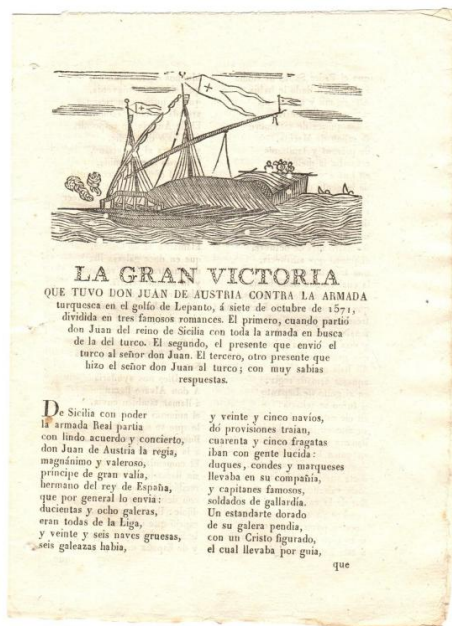 LA GRAN VICTORIA
QUE TUVO DON JUAN DE AUSTRIA CONTRA LA ARMADA
turquesca en el golfo de Lepanto, á siete de octubre de 1571,
dividida en tres famosos romances. El primero, cuando partió
don Juan del reino de Sicilia con toda la armada en busca
de la del turco. El segundo, el presente que envió el
turco al señor don Juan. El tercero, otro presente que
hizo el señor don Juan al turco; con muy sabias
respuestas.
De Sicilia con poder
la armada Real partia
con lindo acuerdo y concierto,
don Juan de Austria la regia,
magnánimo y valeroso,
príncipe de gran valía,
hermano del rey de España,
que por general lo envia:
ducientas y ocho galeras,
eran todas de la Liga,
y veinte y seis naves gruesas,
seis galeazas habia,
y veinte y cinco navíos,
dó provisiones traian,
cuarenta y cinco fragatas
iban con gente lucida:
duques, condes y marqueses
llevaba en su compañía,
y capitanes famosos,
soldados de gallardía.
Un estandarte dorado
de su galera pendia,
con un Cristo figurado,
el cual llevaba por guia,
que